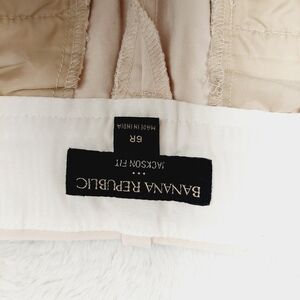 BANANA REPUBLIC
JACKSON FIT
6R
MADE IN INDIA